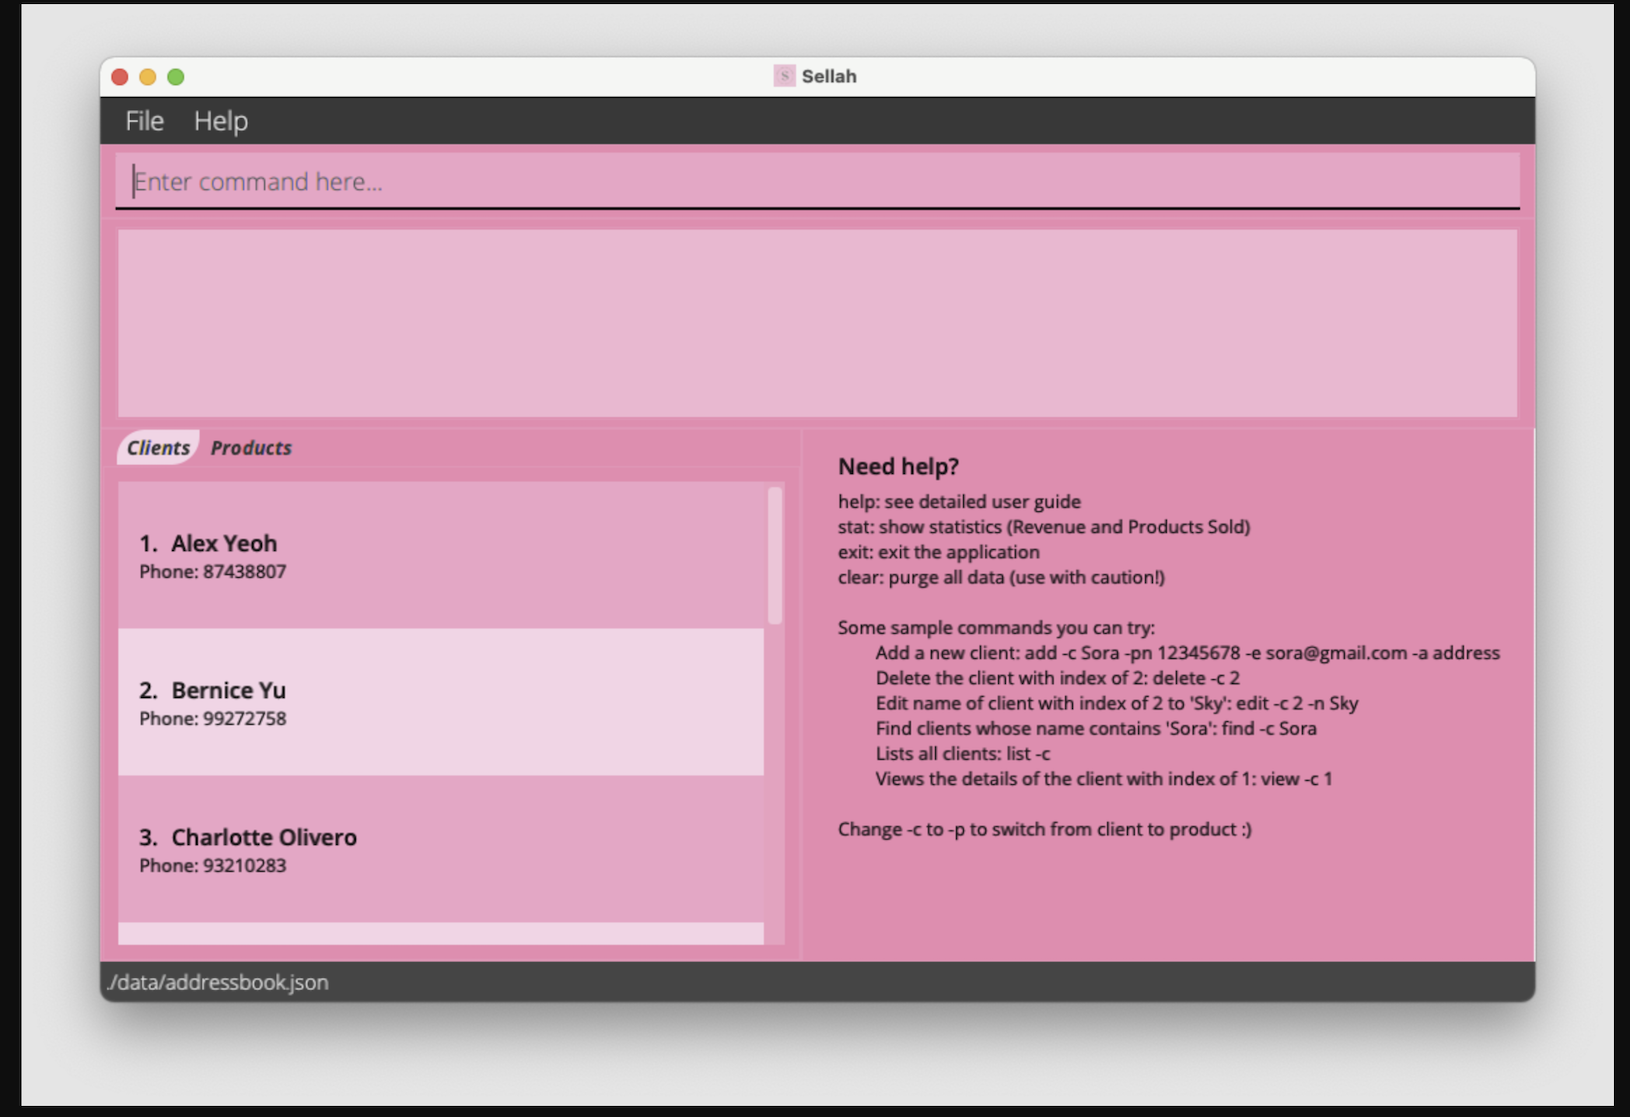 Sellah
File Help
Enter command here...
Clients Products
1. Alex Yeoh
Phone: 87438807
2. Bernice Yu
Phone: 99272758
3. Charlotte Olivero
Phone: 93210283
Need help?
help: see detailed user guide
stat: show statistics (Revenue and Products Sold)
exit: exit the application
clear: purge all data (use with caution!)
Some sample commands you can try:
Add a new client: add -c Sora -pn 12345678 -e sora@gmail.com -a address
Delete the client with index of 2: delete -c 2
Edit name of client with index of 2 to 'Sky': edit -c 2 -n Sky
Find clients whose name contains 'Sora': find -c Sora
Lists all clients: list -c
Views the details of the client with index of 1: view -c 1
Change -c to -p to switch from client to product :)
./data/addressbook.json